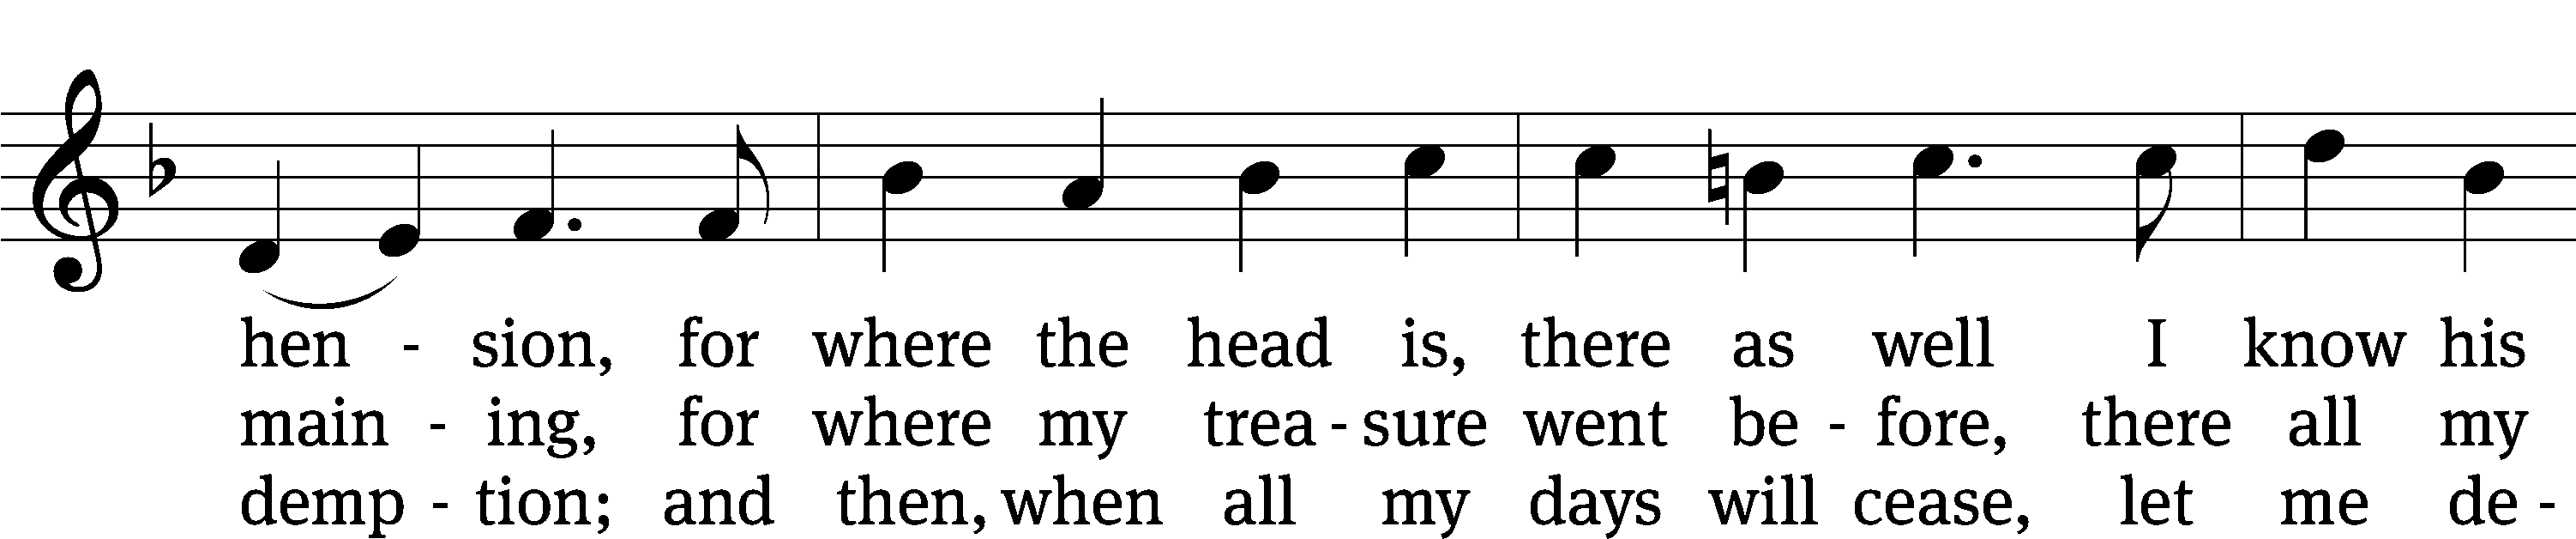 hen - sion, for where the head is, there as well I know his
main - ing, for where my trea - sure went be - fore, there all my
demp - tion; and then, when all my days will cease, let me de -